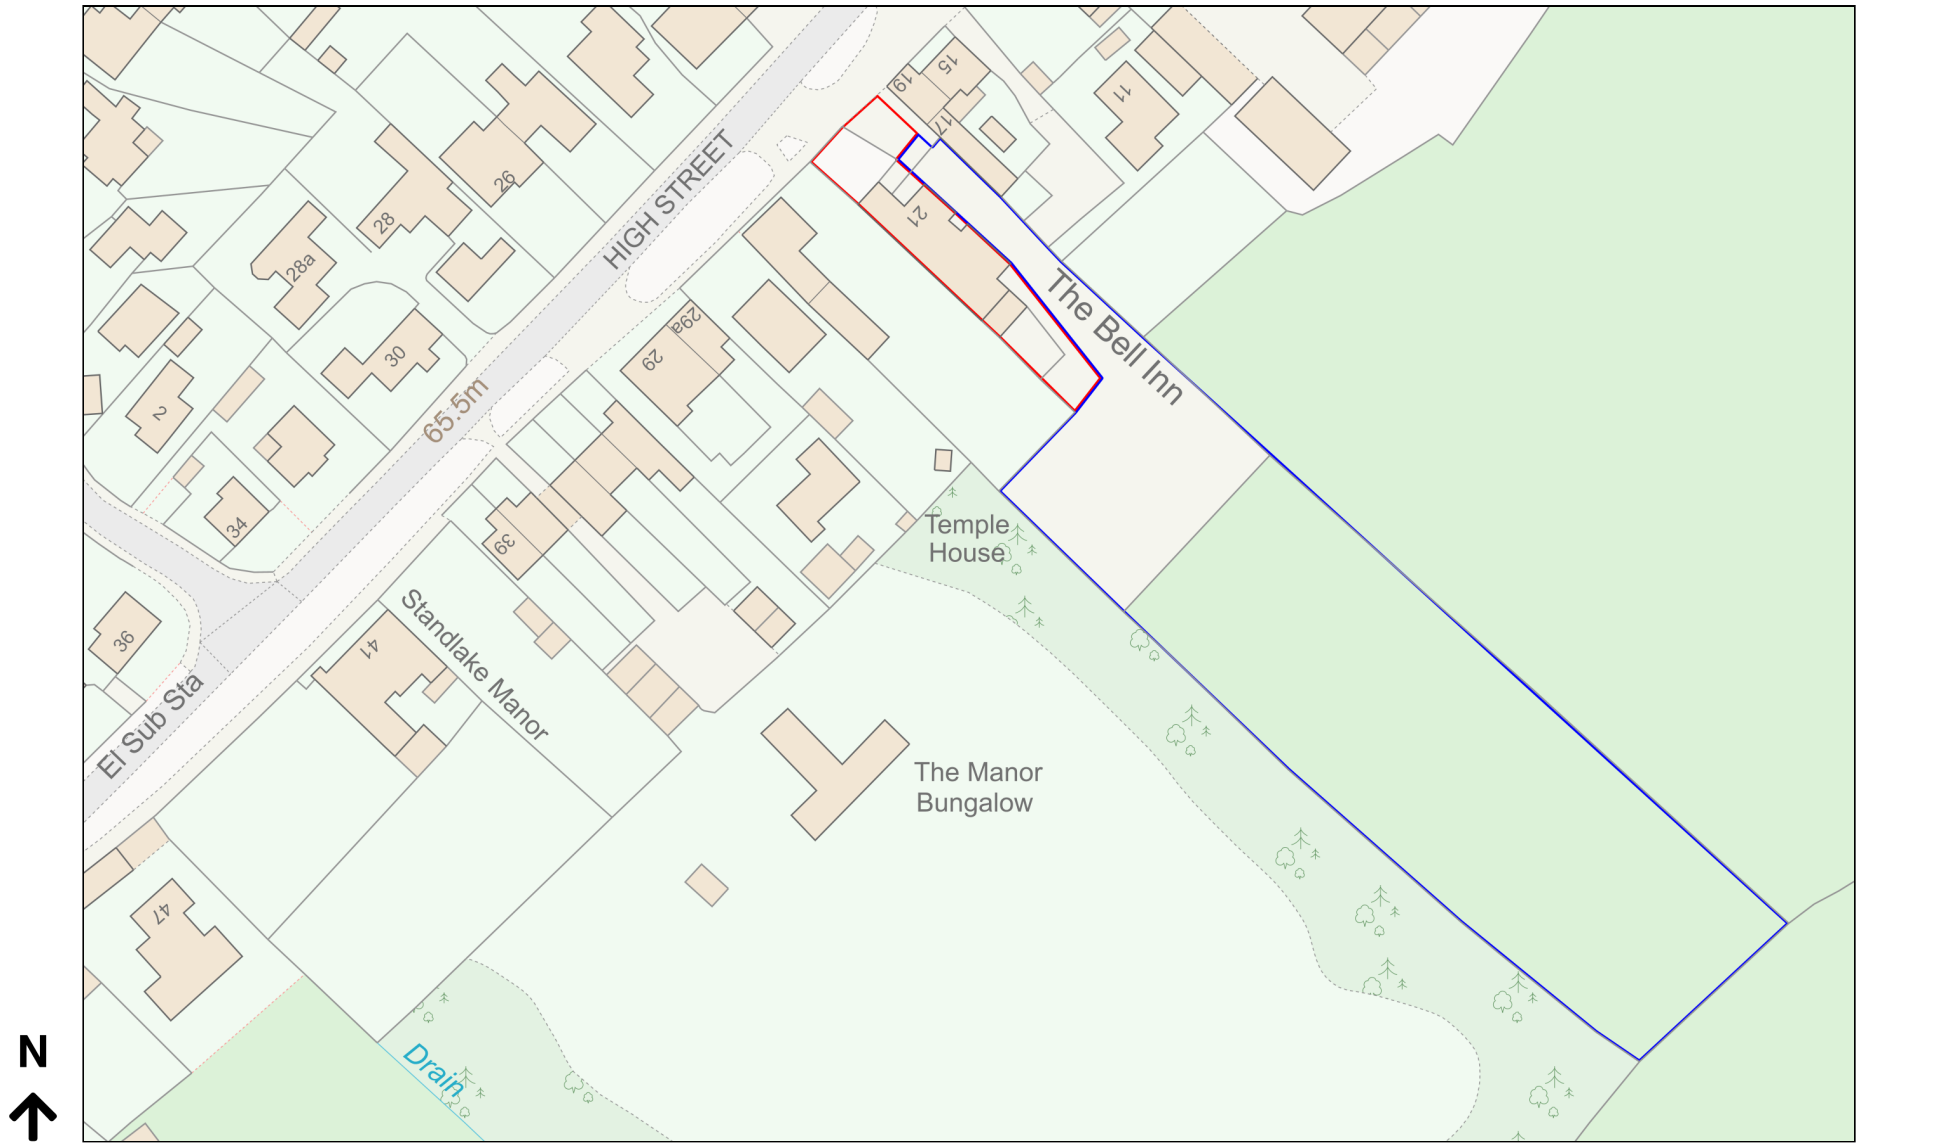 15
19
11
17
HIGH STREET
26
28
21
28a
The Bell Inn
29a
30
29
65.5m
2
34
Temple
House
39
36
Standlake Manor
41
El Sub Sta
The Manor
Bungalow
47
N
Drain